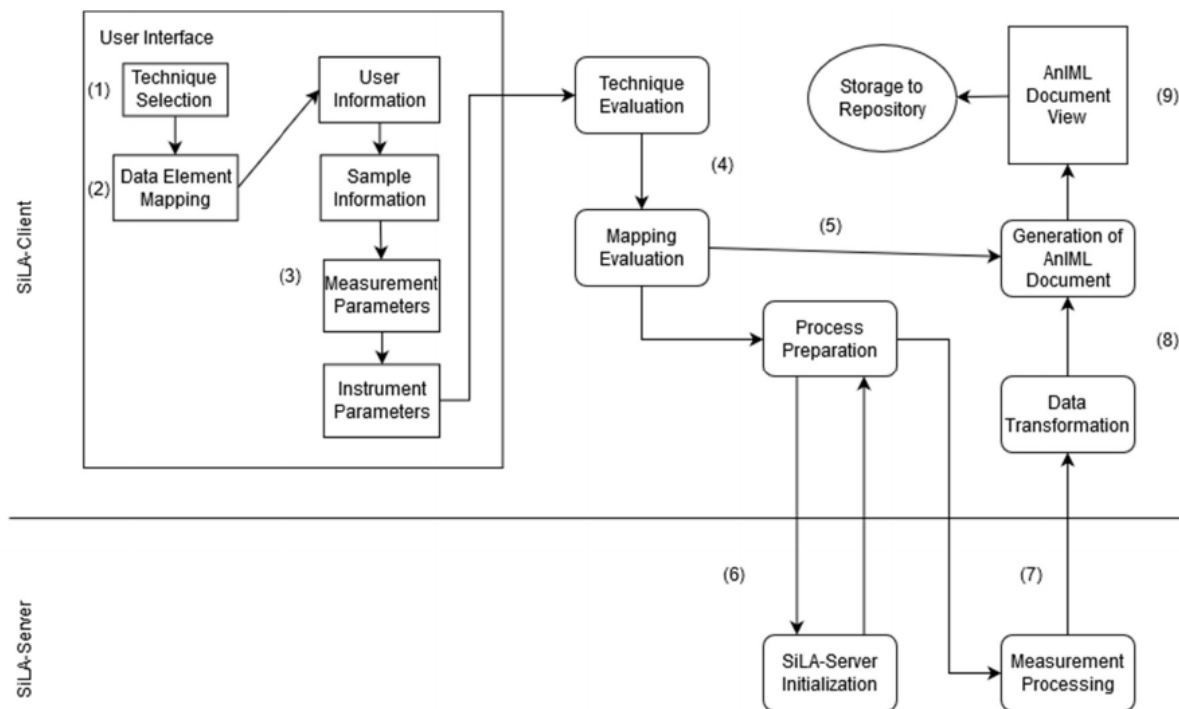 User Interface
(1)
Technique
Selection
(2)
Data Element
Mapping
User
Information
Sample
Information
(3)
Measurement
Parameters
Instrument
Parameters
Technique
Evaluation
(4)
Mapping
Evaluation
(5)
Process
Preparation
Storage to
Repository
AnIML
Document
View
(9)
Generation of
AnIML
Document
(8)
Data
Transformation
SiLA-Client
(6)
(7)
SiLA-Server
Initialization
Measurement
Processing
SiLA-Server